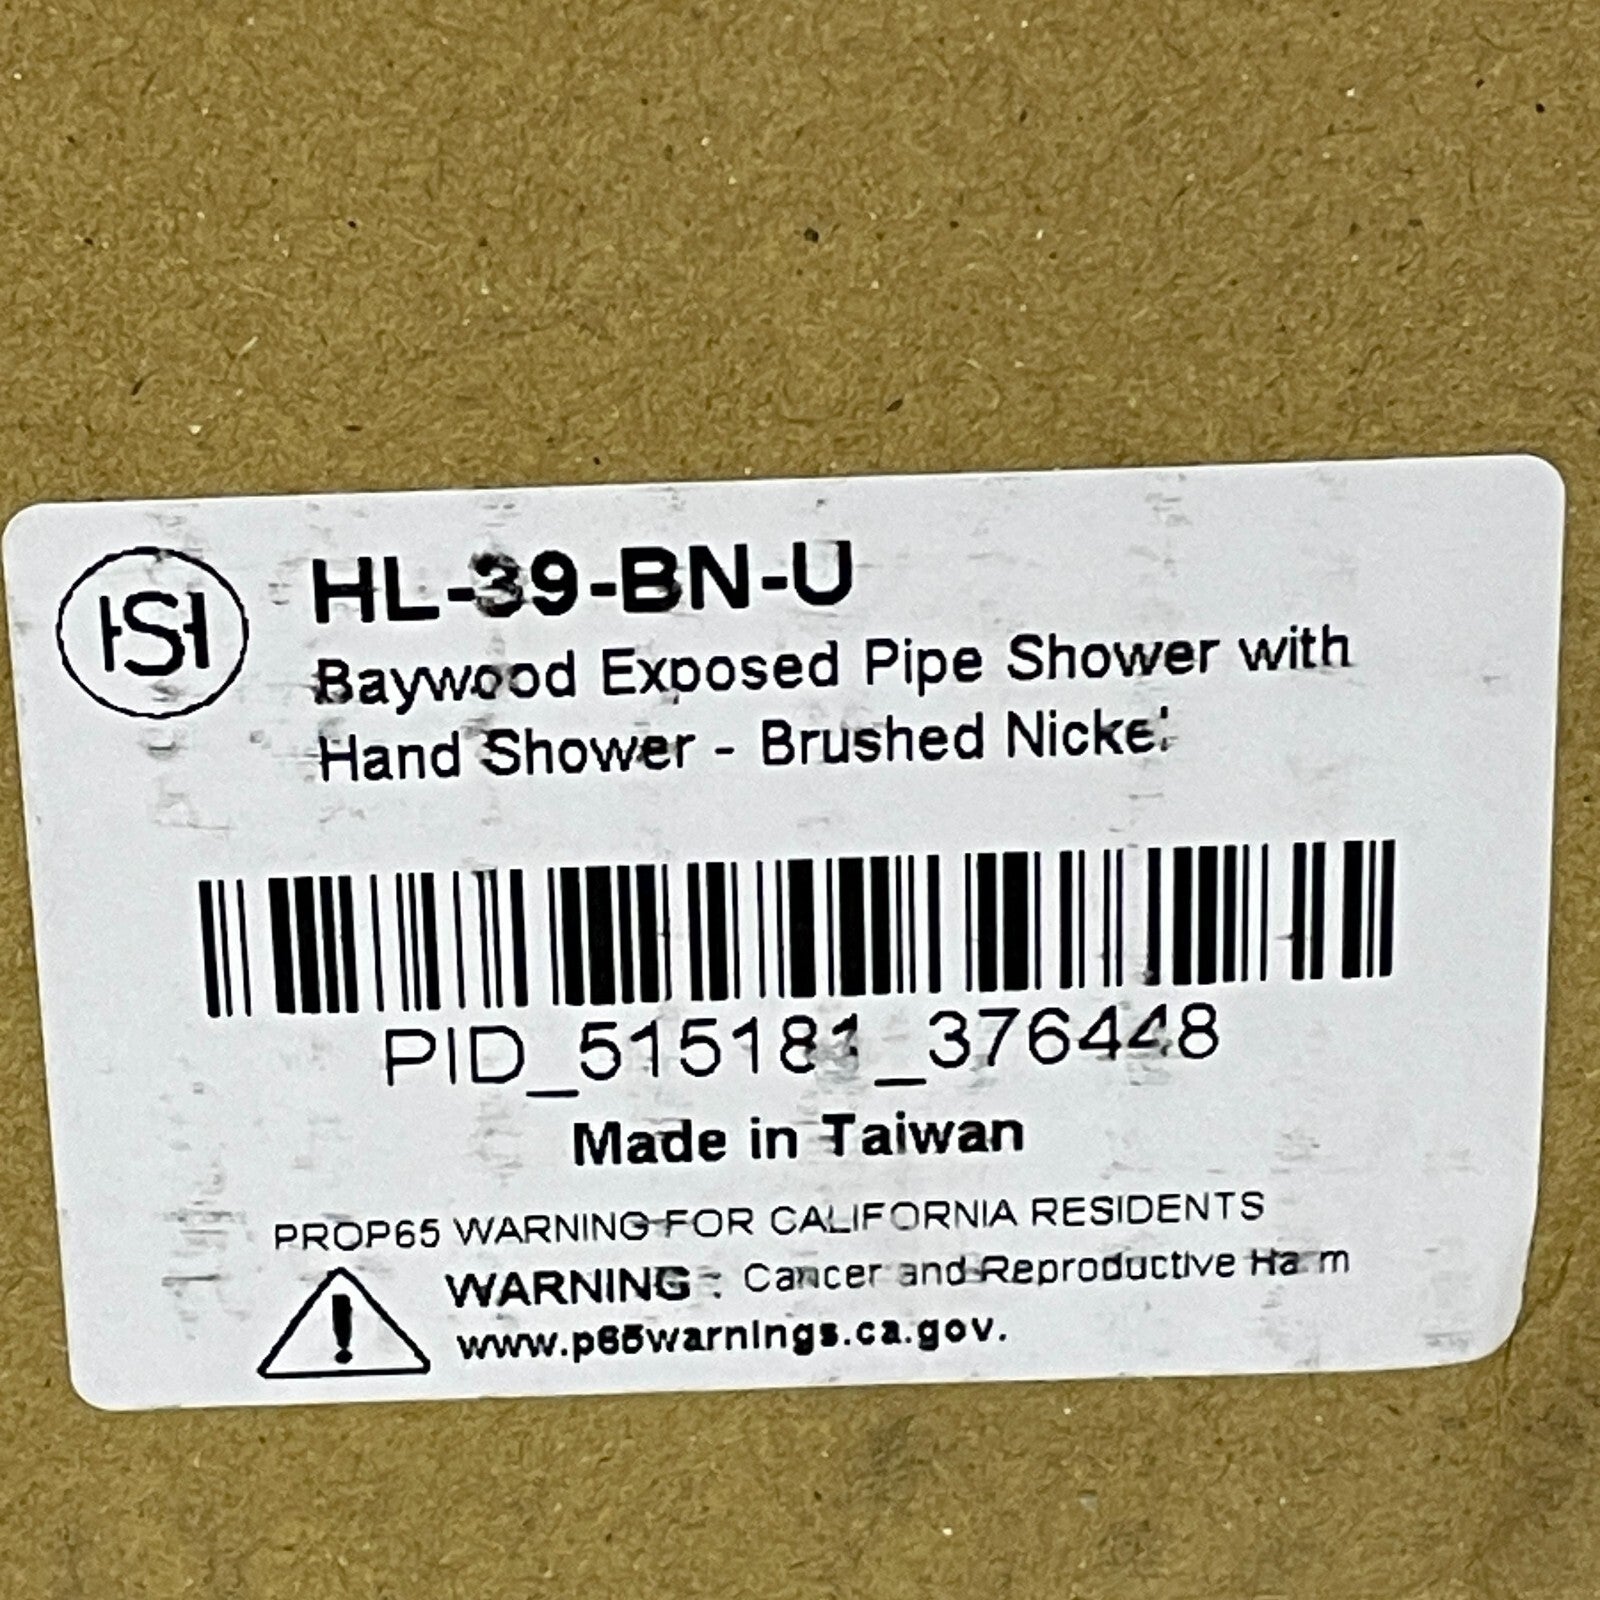 HSH
HL-39-BN-U
Baywood Exposed Pipe Shower with
Hand Shower - Brushed Nickel
PID_515181_376448
Made in Taiwan
PROP65 WARNING FOR CALIFORNIA RESIDENTS
WARNING : Cancer and Reproductive Harm
www.p65warnings.ca.gov.